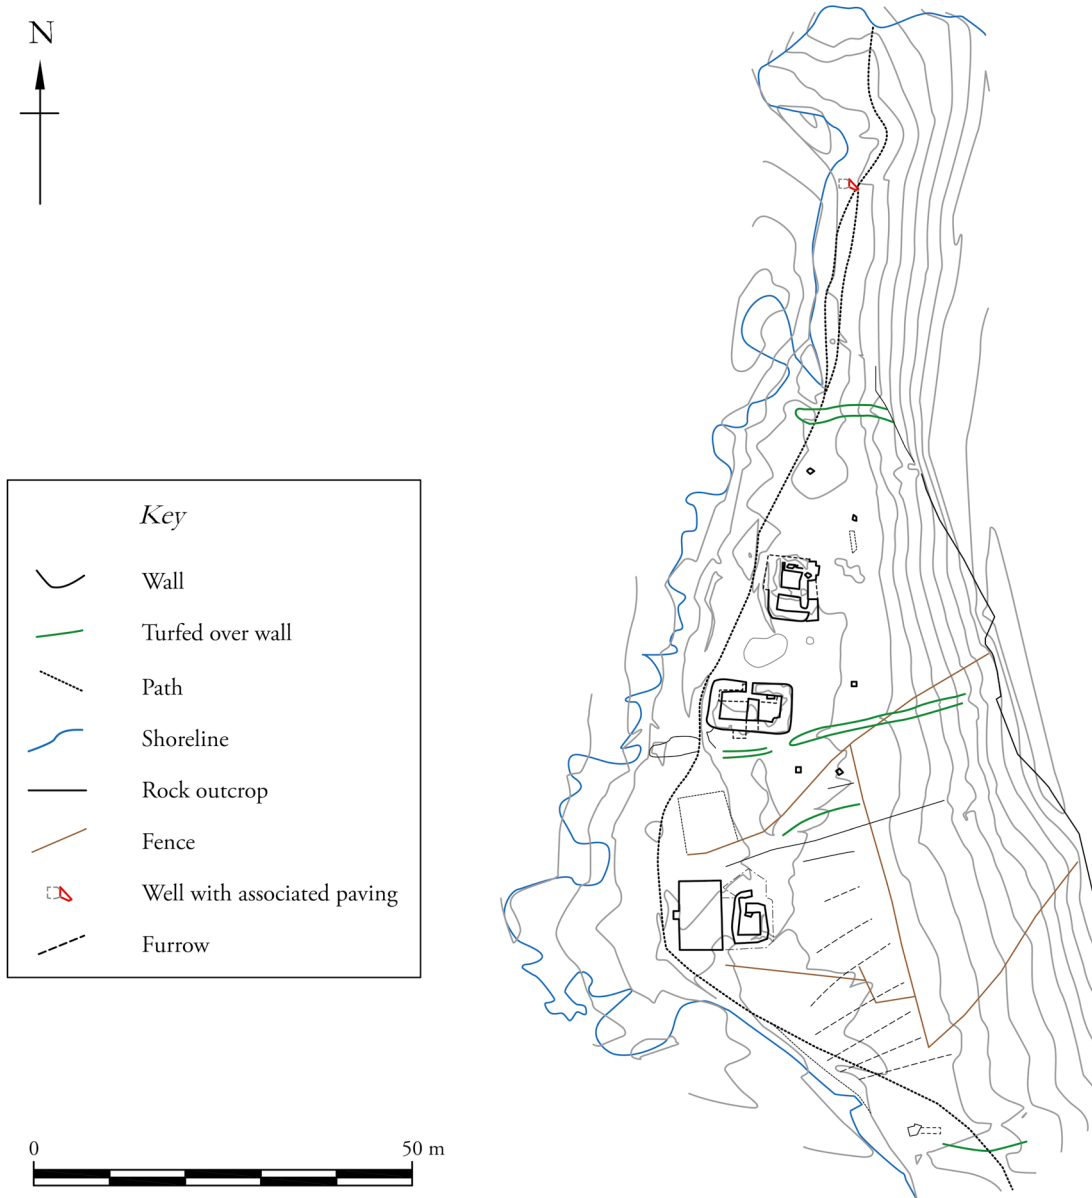 N
Key
Wall
Turfed over wall
Path
Shoreline
Rock outcrop
Fence
Well with associated paving
Furrow
0 50 m